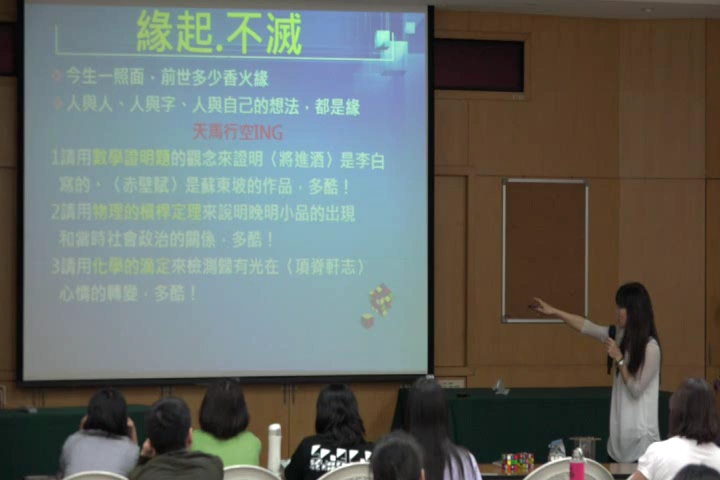 緣起.不滅
今生一照面、前世多少香火緣
人與人、人與字、人與自己的想法，都是緣
天馬行空ING
1請用數學證明題的觀念來證明〈將進酒〉是李白
寫的，〈赤壁賦〉是蘇東坡的作品，多酷！
2請用物理的槓桿定理來說明晚明小品的出現
和當時社會政治的關係，多酷！
3請用化學的滴定來檢測歸有光在〈項脊軒志〉
心情的轉變，多酷！